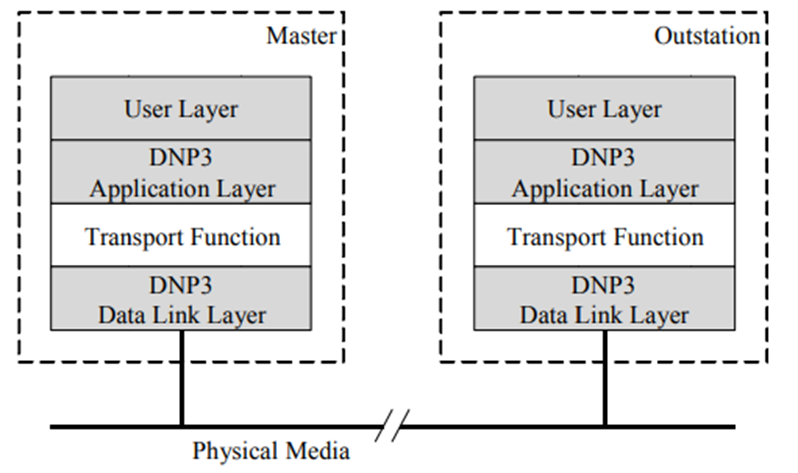 Master
User Layer
DNP3
Application Layer
Transport Function
DNP3
Data Link Layer
Outstation
User Layer
DNP3
Application Layer
Transport Function
DNP3
Data Link Layer
Physical Media